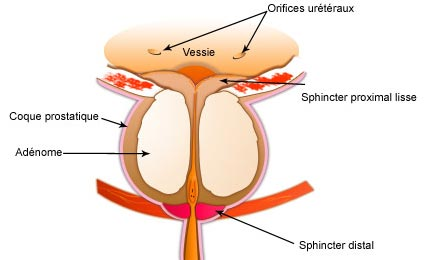 Orifices urétéraux
Vessie
Sphincter proximal lisse
Coque prostatique
Adénome
Sphincter distal